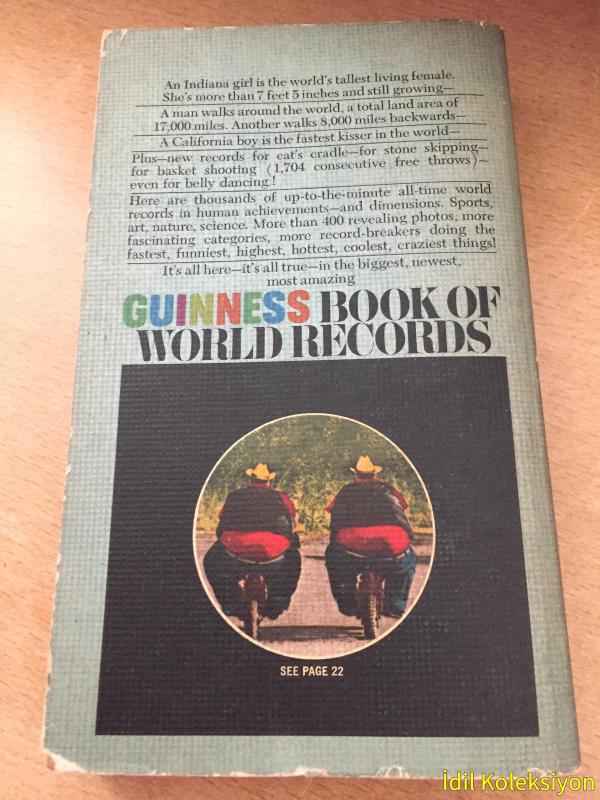 An Indiana girl is the world's tallest living female.
She's more than 7 feet 5 inches and still growing—
A man walks around the world, a total land area of
17,000 miles. Another walks 8,000 miles backwards—
A California boy is the fastest kisser in the world—
Plus—new records for cat's cradle—for stone skipping—
for basket shooting (1,704 consecutive free throws)—
even for belly dancing!
Here are thousands of up-to-the-minute all-time world
records in human achievements—and dimensions. Sports,
art, nature, science. More than 400 revealing photos, more
fascinating categories, more record-breakers doing the
fastest, funniest, highest, hottest, coolest, craziest things!
It's all here—it's all true—in the biggest, newest,
most amazing
GUINNESS BOOK OF
WORLD RECORDS
SEE PAGE 22
İdil Koleksiyon